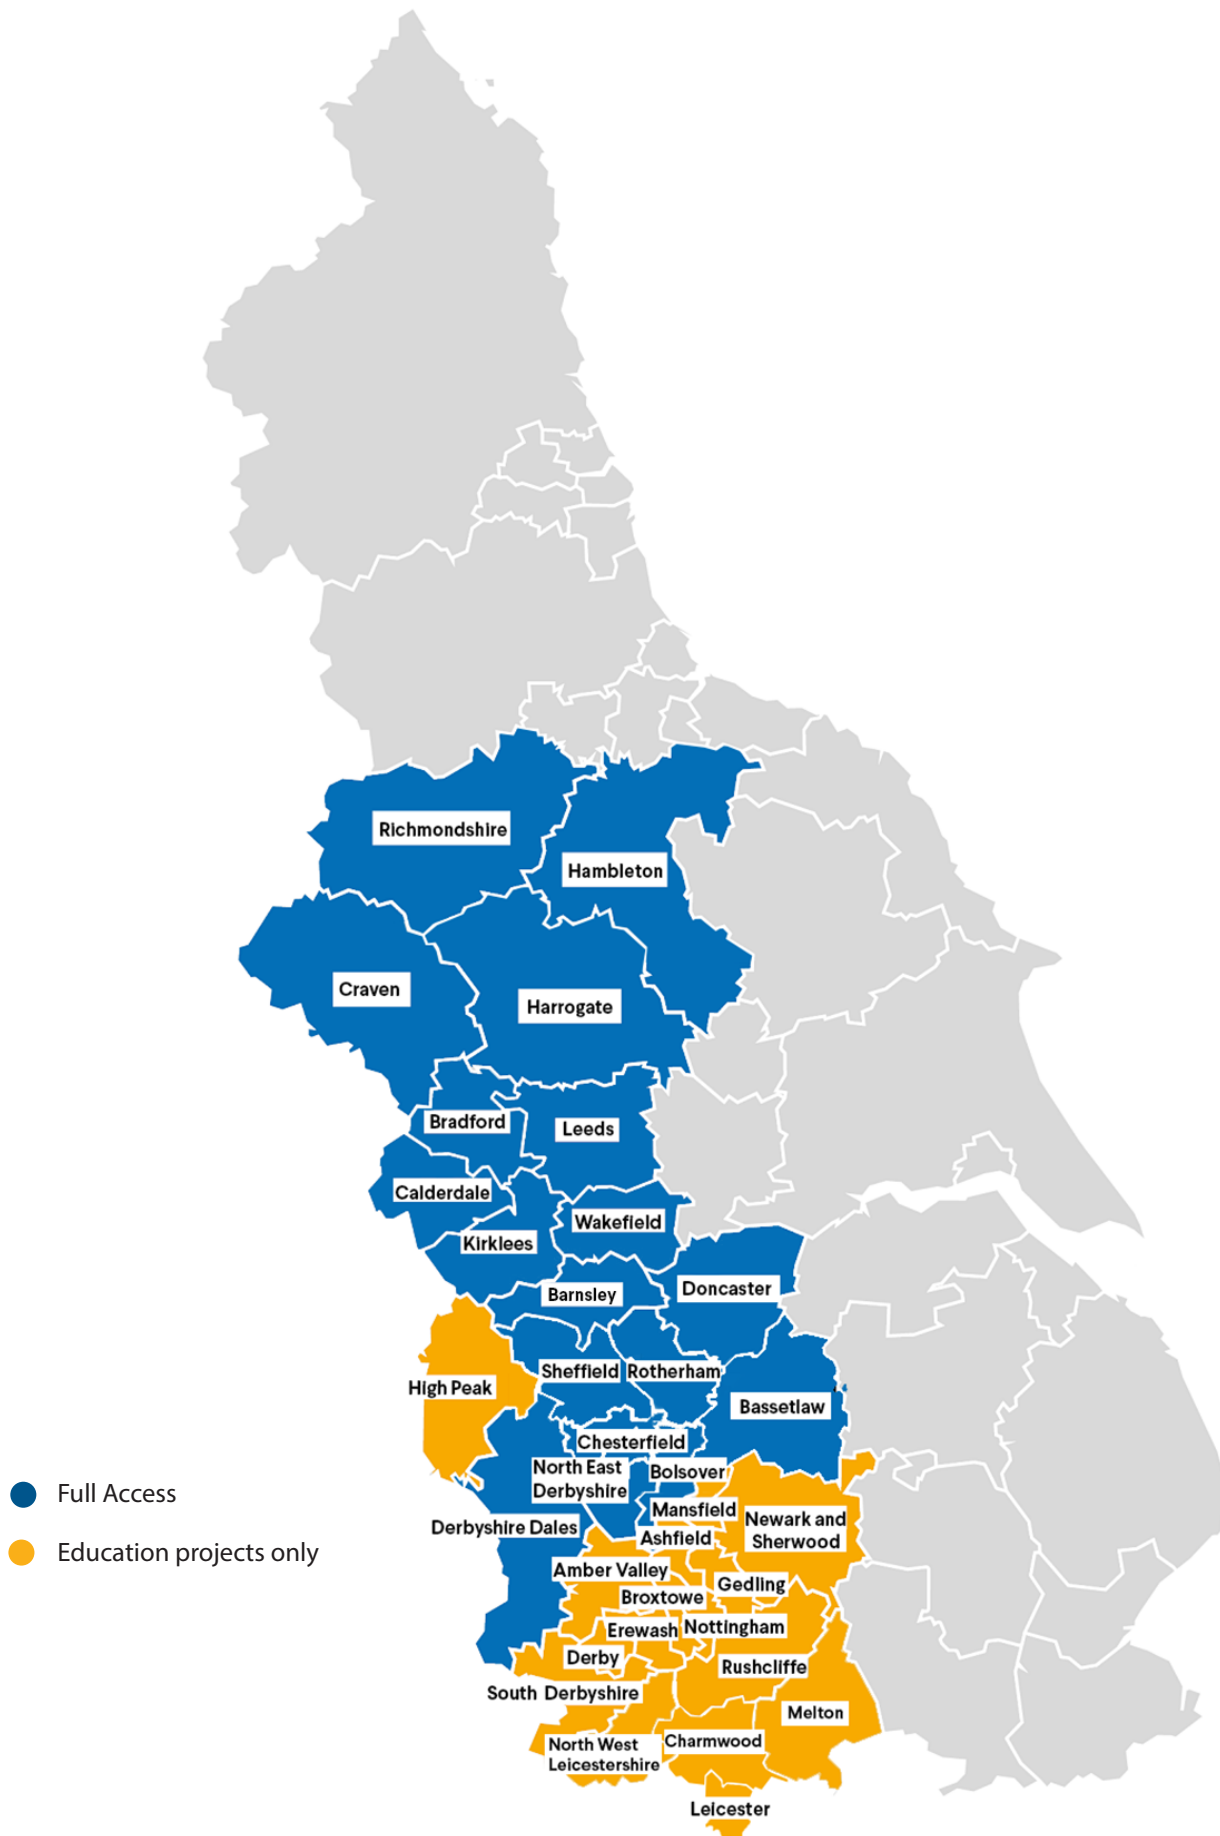 Richmondshire
Hambleton
Craven
Harrogate
Bradford
Leeds
Calderdale
Wakefield
Kirklees
Doncaster
Barnsley
Sheffield
Rotherham
High Peak
Bassetlaw
Chesterfield
North East
Derbyshire
Bolsover
Full Access
Mansfield
Newark and
Sherwood
Derbyshire Dales
Ashfield
Education projects only
Amber Valley
Gedling
Broxtowe
Erewash
Nottingham
Derby
Rushcliffe
South Derbyshire
Melton
North West
Leicestershire
Charmwood
Leicester